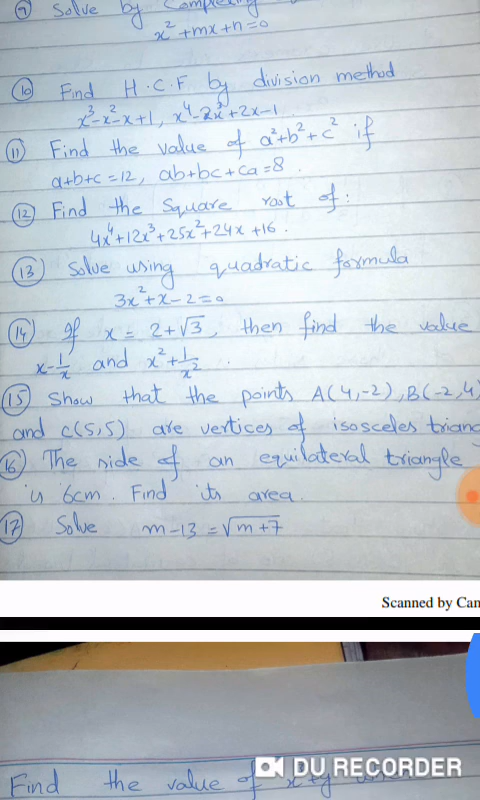 ⑨ Solve by
x² + mx + n = 0
⑩ Find H.C.F. by division method
x³-x²-x+1, x⁴-2x³+2x-1
⑪ Find the value of a²+b²+c² if
a+b+c = 12, ab+bc+ca = 8.
⑫ Find the square root of:
4x⁴+12x³+25x²+24x+16.
⑬ Solve using quadratic formula
3x²+x-2=0
⑭ If x = 2+√3, then find the value
x-1/x and x²+1/x².
⑮ Show that the points A(4,-2), B(-2,4)
and C(5,5) are vertices of isosceles triang
⑯ The side of an equilateral triangle
is 6cm. Find its area.
⑰ Solve m-13 = √m+7
Scanned by Cam
Find the value of x+y when
DU RECORDER